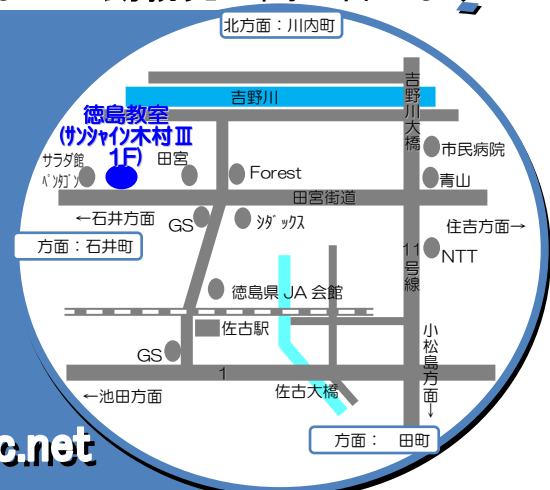 北方面：川内町
吉野川
吉野川大橋
徳島教室
(ｻﾝｼｬｲﾝ木村Ⅲ
1F)
サラダ館
ﾍﾟﾝﾀｺﾞﾝ
田宮
Forest
市民病院
青山
田宮街道
←石井方面
GS
ｼﾀﾞｯｸｽ
住吉方面→
方面：石井町
11号線
NTT
徳島県JA会館
佐古駅
小松島方面→
GS
1
←池田方面
佐古大橋
方面：　田町
c.net